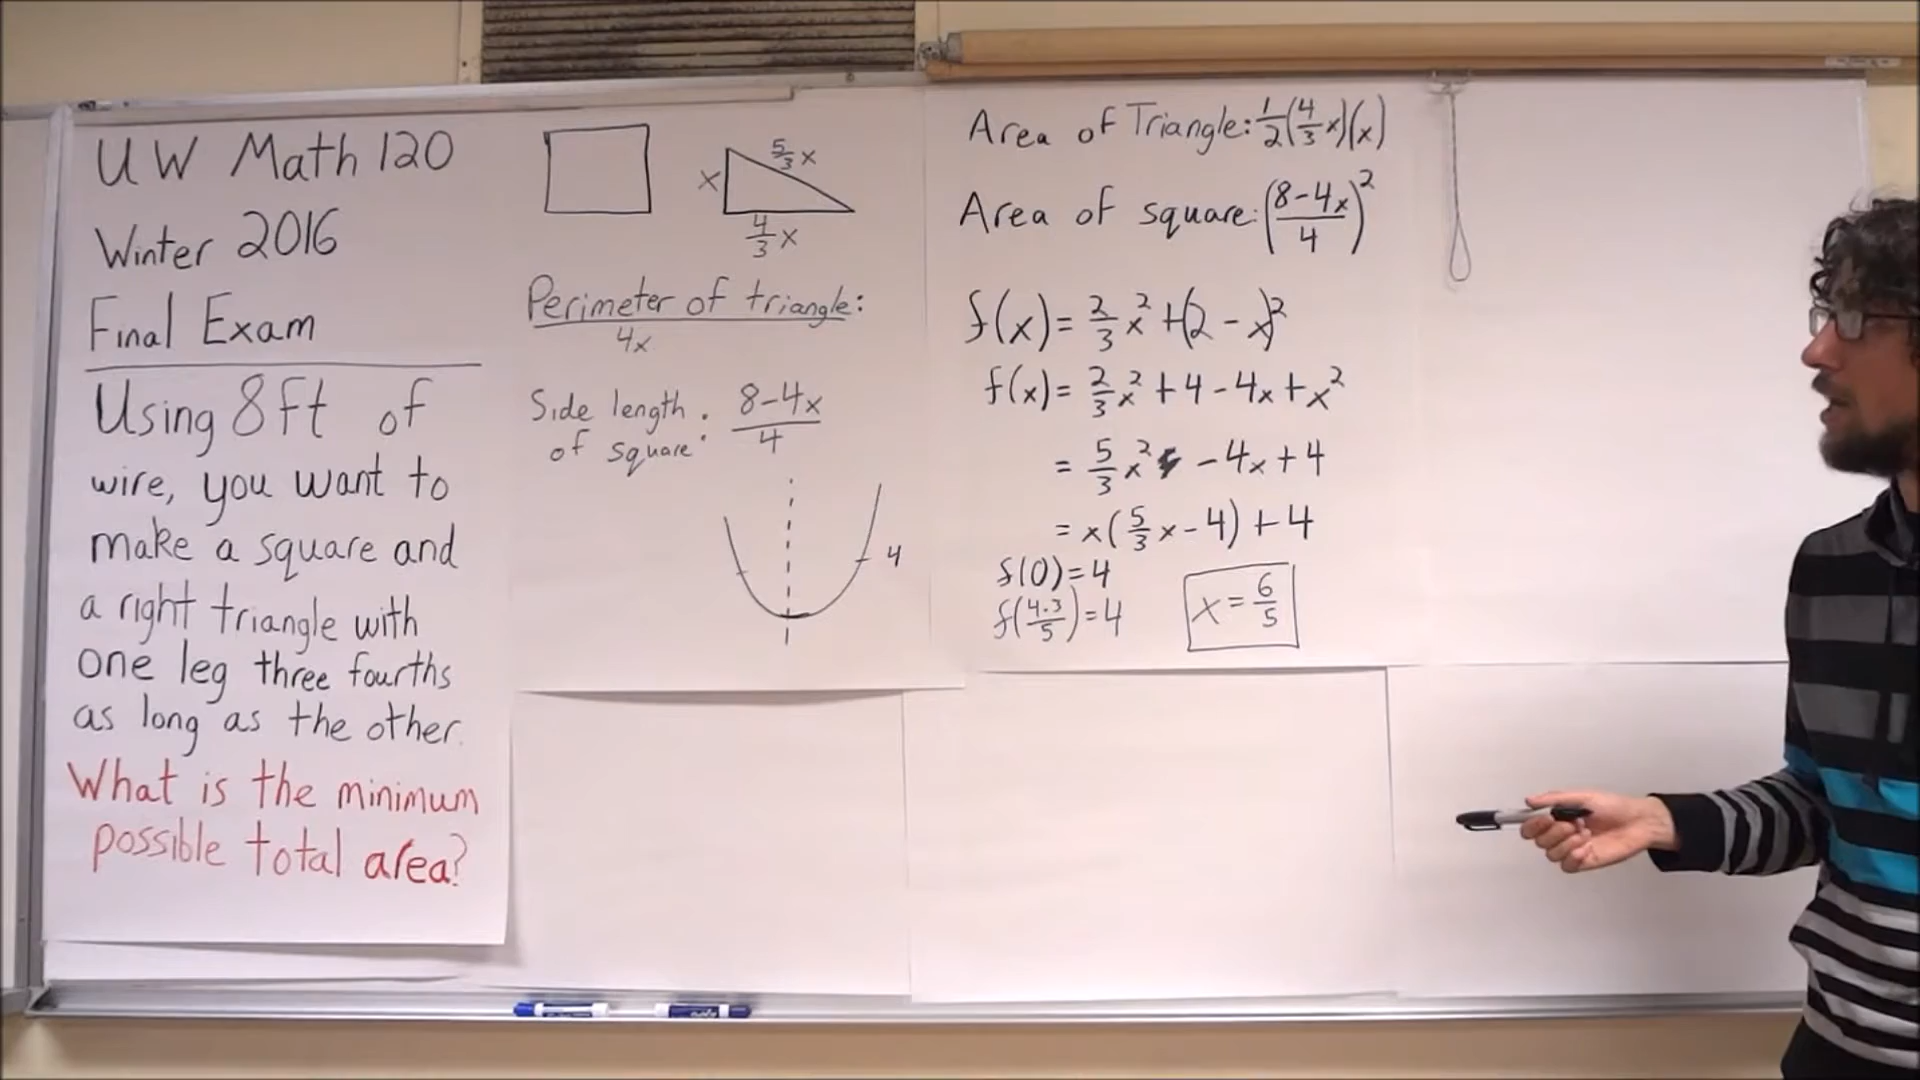 UW Math 120
Winter 2016
Final Exam
Using 8ft of
wire, you want to
make a square and
a right triangle with
one leg three fourths
as long as the other.
What is the minimum
possible total area?
x
5/3 x
4/3 x
Perimeter of triangle:
4x
Side length of square: (8-4x)/4
4
Area of Triangle: 1/2(4/3 x)(x)
Area of square: ((8-4x)/4)²
f(x) = 2/3 x² + (2 - x)²
f(x) = 2/3 x² + 4 - 4x + x²
= 5/3 x² - 4x + 4
= x(5/3 x - 4) + 4
f(0) = 4
f(4·3/5) = 4
x = 6/5